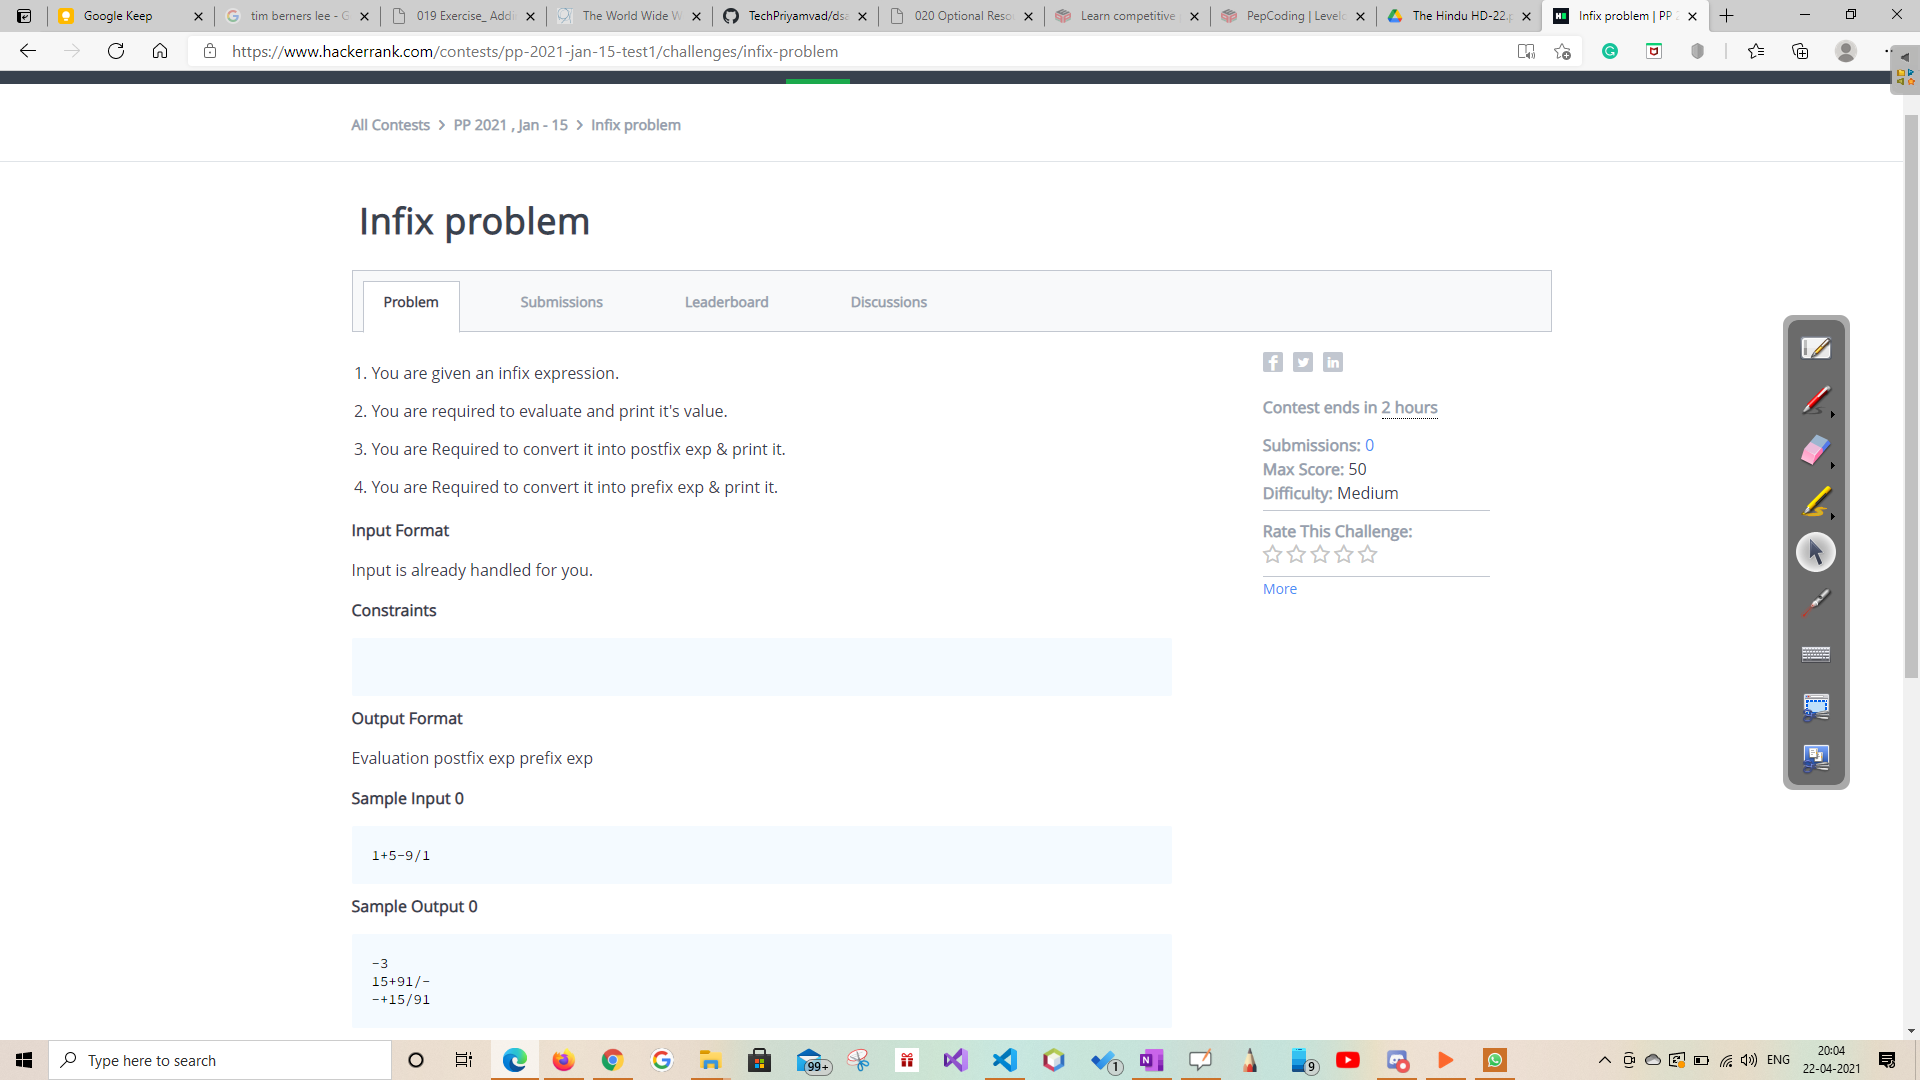 Google Keep
tim berners lee - G
019 Exercise_ Addi
The World Wide W
TechPriyamvad/dsa
020 Optional Reso
Learn competitive
PepCoding | Levelo
The Hindu HD-22.p
Infix problem | PP
https://www.hackerrank.com/contests/pp-2021-jan-15-test1/challenges/infix-problem
All Contests > PP 2021 , Jan - 15 > Infix problem
Infix problem
Problem
Submissions
Leaderboard
Discussions
1. You are given an infix expression.
2. You are required to evaluate and print it's value.
3. You are Required to convert it into postfix exp & print it.
4. You are Required to convert it into prefix exp & print it.
Input Format
Input is already handled for you.
Constraints
Output Format
Evaluation postfix exp prefix exp
Sample Input 0
1+5-9/1
Sample Output 0
-3
15+91/-
-+15/91
Contest ends in 2 hours
Submissions: 0
Max Score: 50
Difficulty: Medium
Rate This Challenge:
More
Type here to search
99+
1
N
9
ENG
20:04
22-04-2021